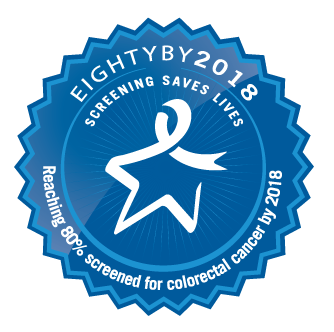 EIGHTYBY2018
SCREENING SAVES LIVES
Reaching 80% screened for colorectal cancer by 2018